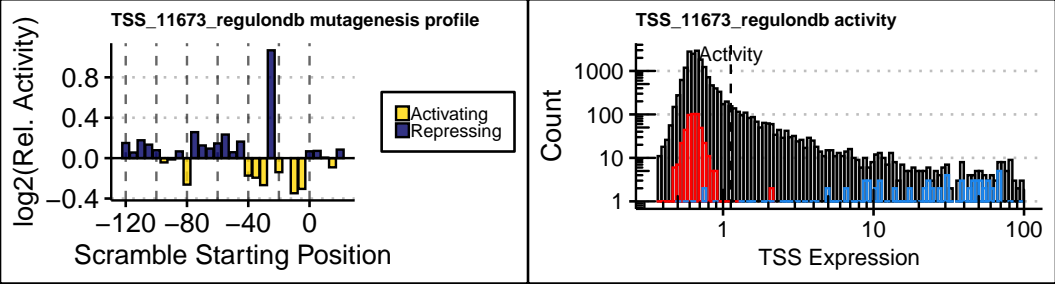 TSS_11673_regulondb mutagenesis profile
log2(Rel. Activity)
0.8
0.4
0.0
−0.4
−120 −80 −40 0
Scramble Starting Position
Activating
Repressing
TSS_11673_regulondb activity
Activity
Count
1000
100
10
1
1 10 100
TSS Expression